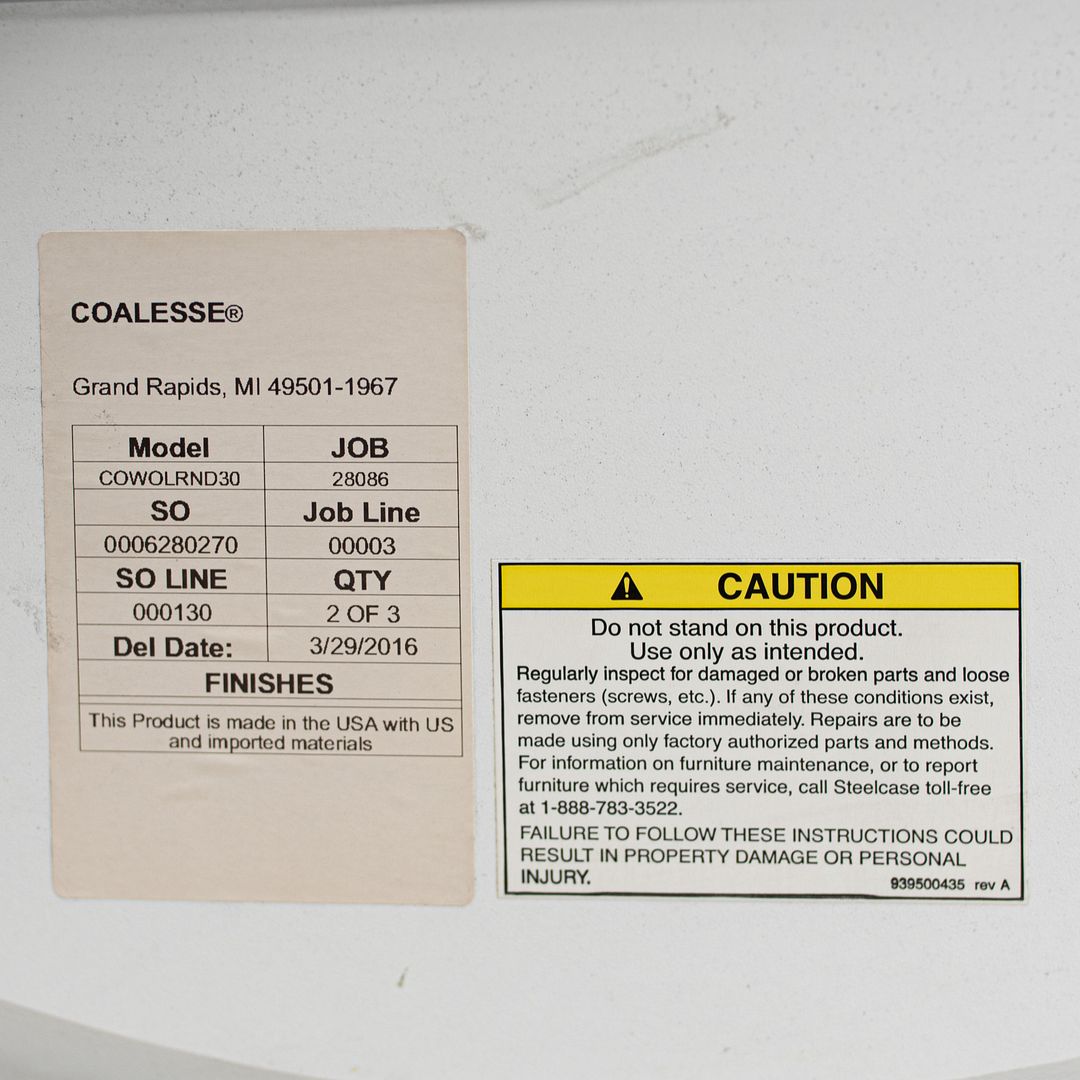 COALESSE®
Grand Rapids, MI 49501-1967
Model JOB
COWOLRND30 28086
SO Job Line
0006280270 00003
SO LINE QTY
000130 2 OF 3
Del Date: 3/29/2016
FINISHES
This Product is made in the USA with US
and imported materials
CAUTION
Do not stand on this product.
Use only as intended.
Regularly inspect for damaged or broken parts and loose
fasteners (screws, etc.). If any of these conditions exist,
remove from service immediately. Repairs are to be
made using only factory authorized parts and methods.
For information on furniture maintenance, or to report
furniture which requires service, call Steelcase toll-free
at 1-888-783-3522.
FAILURE TO FOLLOW THESE INSTRUCTIONS COULD
RESULT IN PROPERTY DAMAGE OR PERSONAL
INJURY.
939500435 rev A